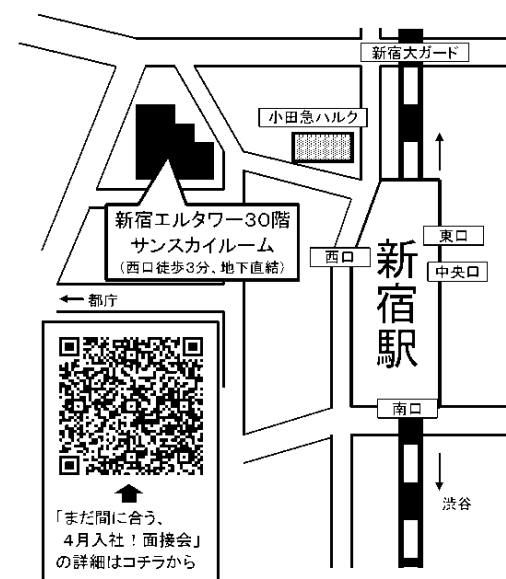 新宿大ガード
小田急ハルク
新宿エルタワー30階
サンスカイルーム
(西口徒歩3分、地下直結)
西口
新宿駅
東口
中央口
←都庁
南口
渋谷
「まだ間に合う、
4月入社!面接会」
の詳細はコチラから